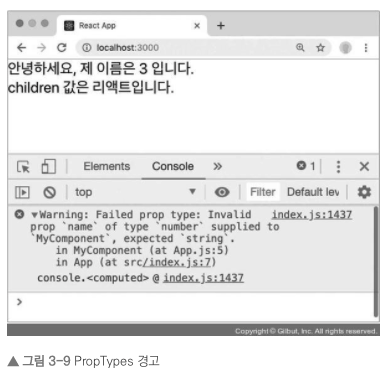 React App
localhost:3000
안녕하세요, 제 이름은 3 입니다.
children 값은 리액트입니다.
Elements Console » 1
top Filter Default lev
▼Warning: Failed prop type: Invalid index.js:1437
prop `name` of type `number` supplied to
`MyComponent`, expected `string`.
in MyComponent (at App.js:5)
in App (at src/index.js:7)
console.<computed> @ index.js:1437
>
Copyright © Gilbut, Inc. All rights reserved.
▲ 그림 3-9 PropTypes 경고